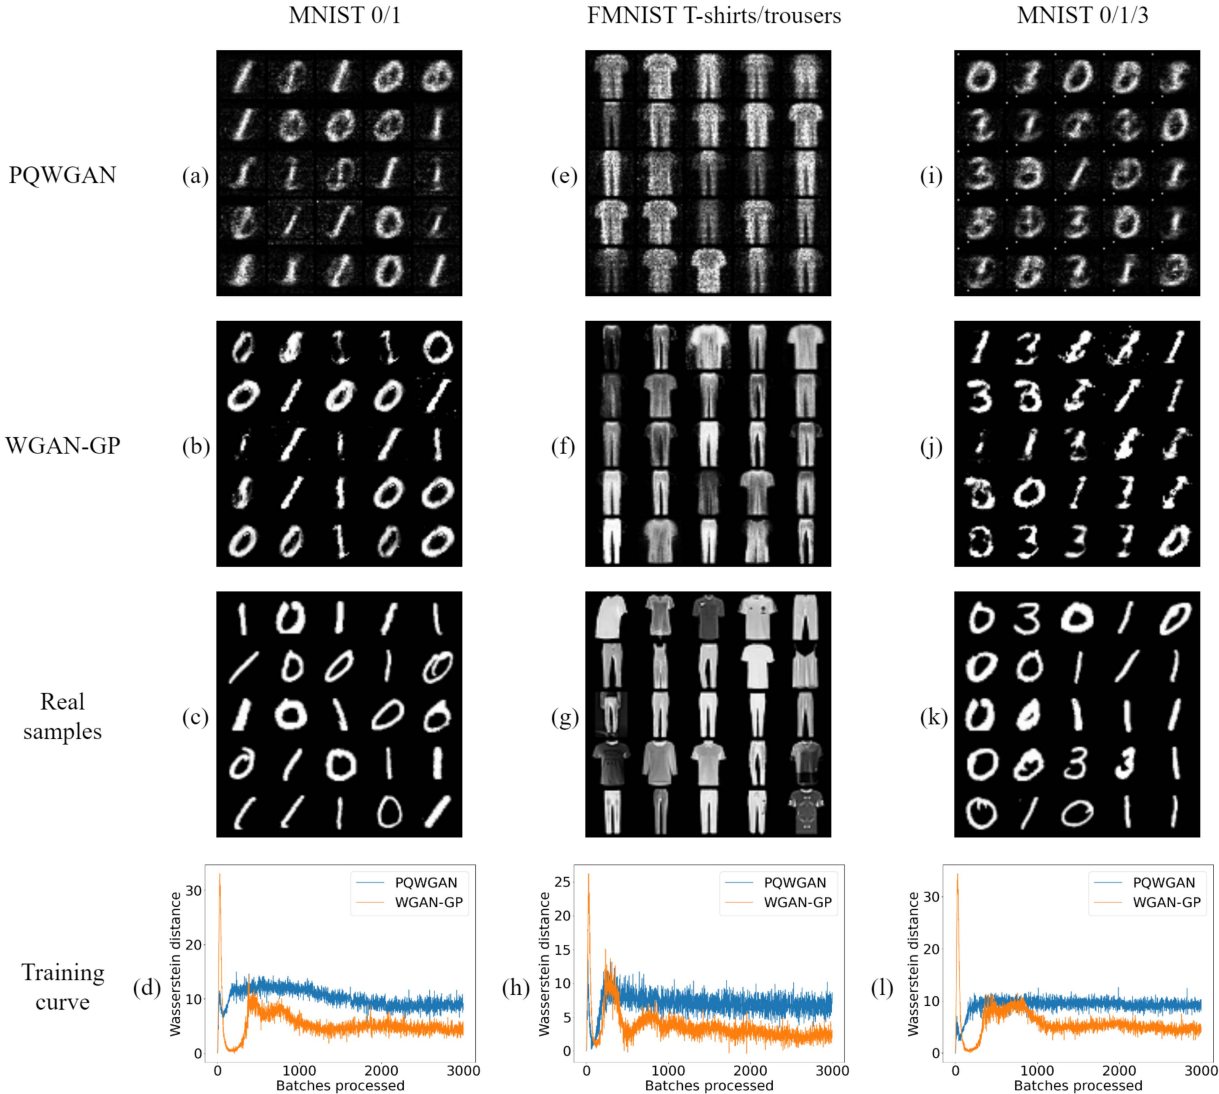 MNIST 0/1
FMNIST T-shirts/trousers
MNIST 0/1/3
PQWGAN
(a)
(e)
(i)
WGAN-GP
(b)
(f)
(j)
Real
samples
(c)
(g)
(k)
Training
curve
(d)
Wasserstein distance
30
20
10
0
PQWGAN
WGAN-GP
0
1000
2000
3000
Batches processed
(h)
Wasserstein distance
25
20
15
10
5
0
PQWGAN
WGAN-GP
0
1000
2000
3000
Batches processed
(l)
Wasserstein distance
30
20
10
0
PQWGAN
WGAN-GP
0
1000
2000
3000
Batches processed